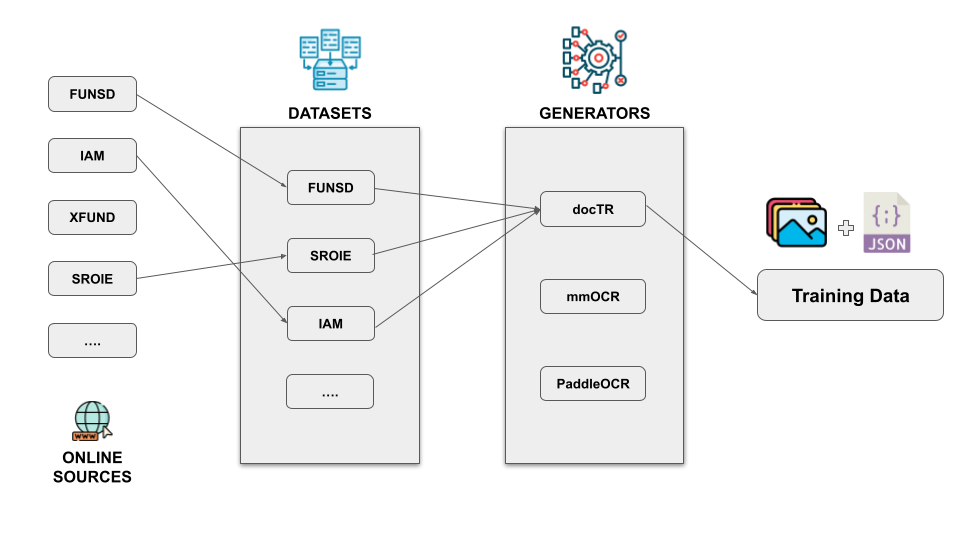 FUNSD
IAM
XFUND
SROIE
....
WWW
ONLINE
SOURCES
DATASETS
FUNSD
SROIE
IAM
....
GENERATORS
docTR
mmOCR
PaddleOCR
{;}
JSON
Training Data